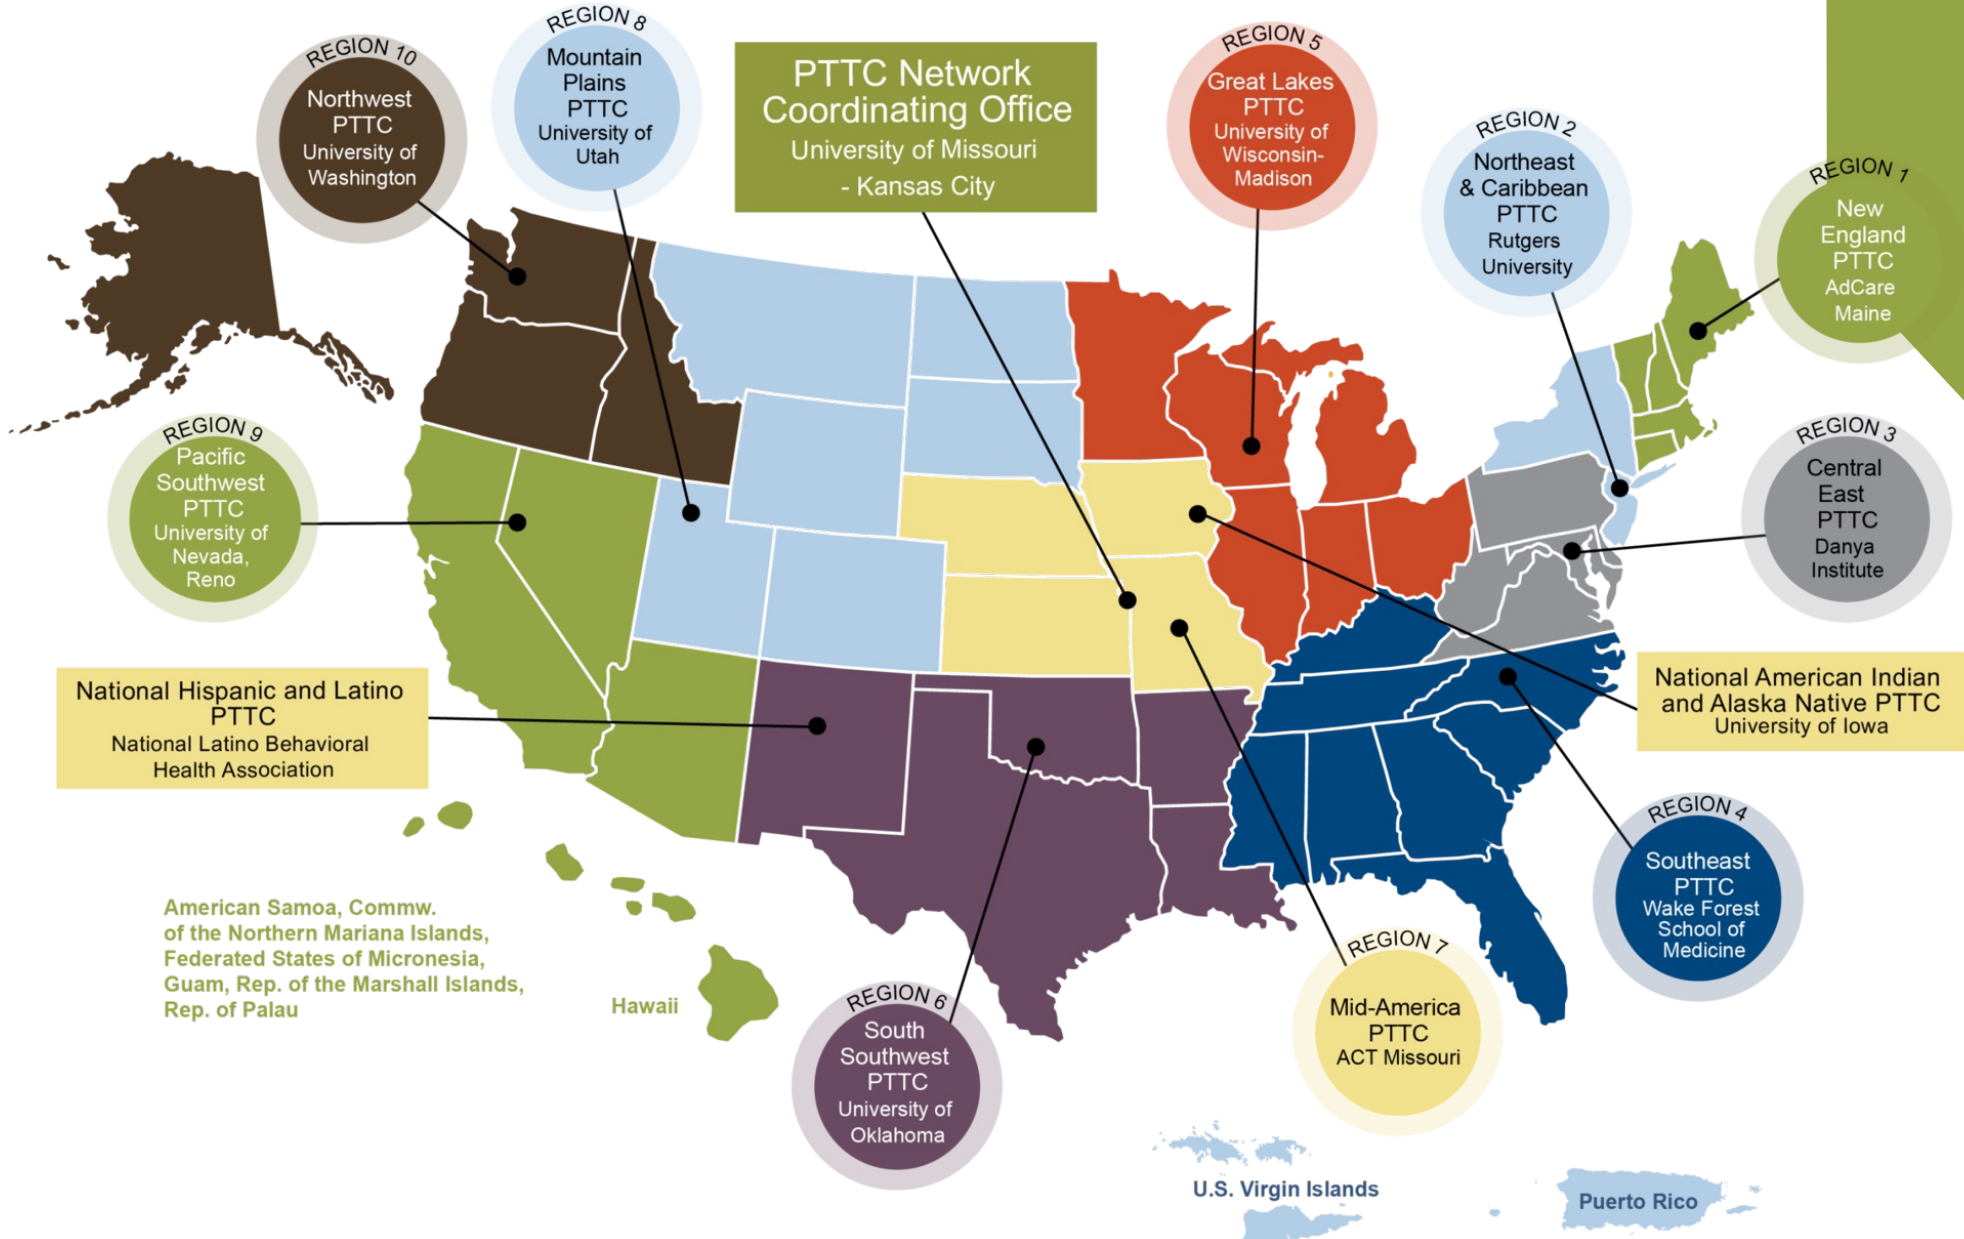 REGION 10
Northwest
PTTC
University of
Washington
REGION 8
Mountain
Plains
PTTC
University of
Utah
PTTC Network
Coordinating Office
University of Missouri
- Kansas City
REGION 5
Great Lakes
PTTC
University of
Wisconsin-
Madison
REGION 2
Northeast
& Caribbean
PTTC
Rutgers
University
REGION 1
New
England
PTTC
AdCare
Maine
REGION 9
Pacific
Southwest
PTTC
University of
Nevada,
Reno
REGION 3
Central
East
PTTC
Danya
Institute
National Hispanic and Latino
PTTC
National Latino Behavioral
Health Association
National American Indian
and Alaska Native PTTC
University of Iowa
REGION 4
Southeast
PTTC
Wake Forest
School of
Medicine
American Samoa, Commw.
of the Northern Mariana Islands,
Federated States of Micronesia,
Guam, Rep. of the Marshall Islands,
Rep. of Palau
Hawaii
REGION 6
South
Southwest
PTTC
University of
Oklahoma
REGION 7
Mid-America
PTTC
ACT Missouri
U.S. Virgin Islands
Puerto Rico